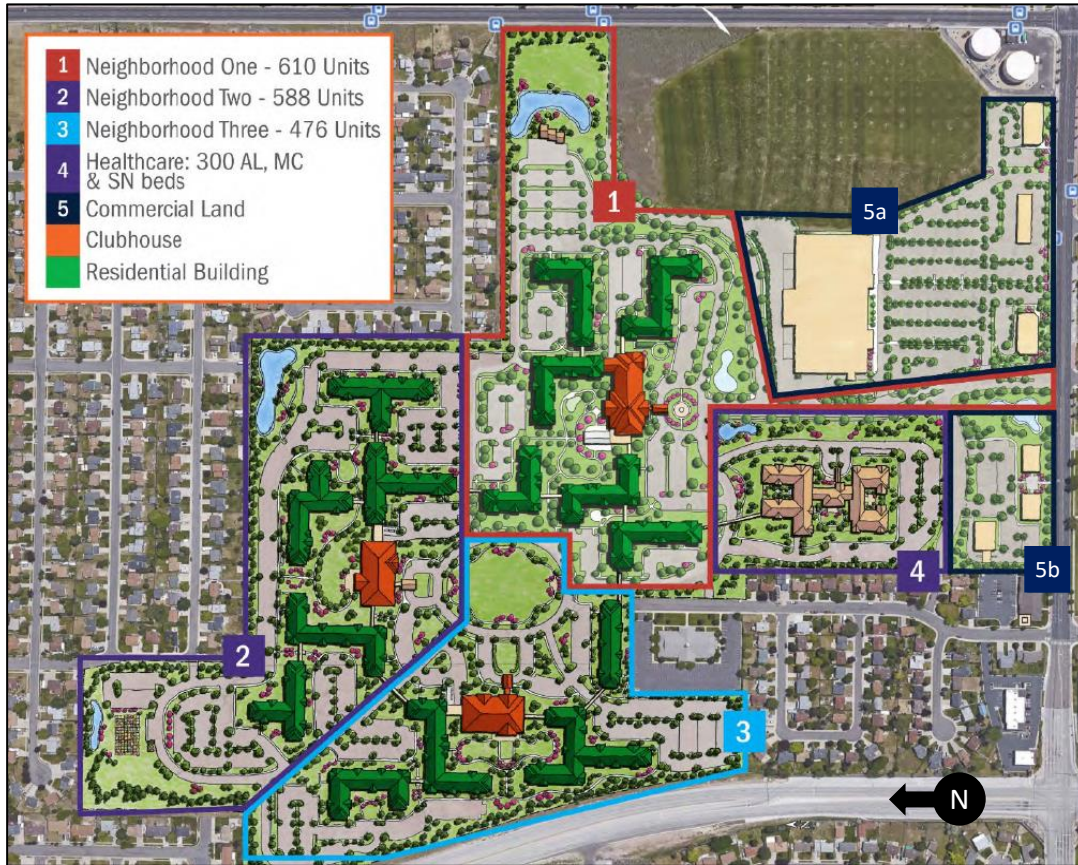 1 Neighborhood One - 610 Units
2 Neighborhood Two - 588 Units
3 Neighborhood Three - 476 Units
4 Healthcare: 300 AL, MC
& SN beds
5 Commercial Land
Clubhouse
Residential Building
1
5a
2
4
5b
3
N